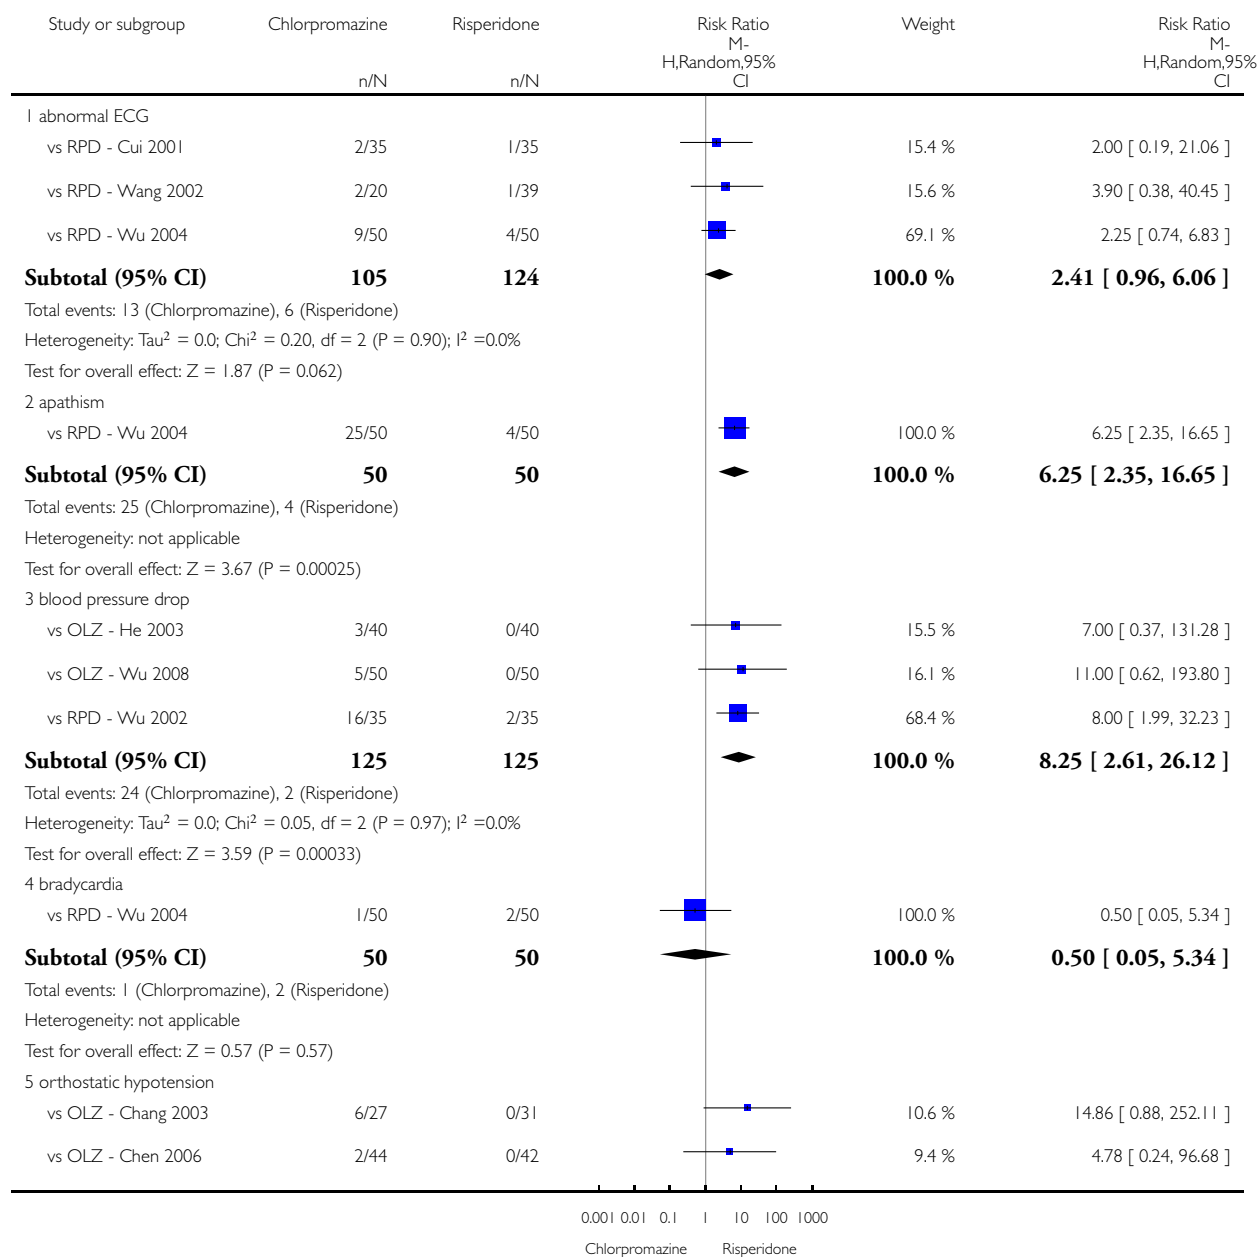 Study or subgroup Chlorpromazine Risperidone Risk Ratio Weight Risk Ratio
M- M-
H,Random,95% H,Random,95%
n/N n/N CI CI
1 abnormal ECG
vs RPD - Cui 2001 2/35 1/35 15.4 % 2.00 [ 0.19, 21.06 ]
vs RPD - Wang 2002 2/20 1/39 15.6 % 3.90 [ 0.38, 40.45 ]
vs RPD - Wu 2004 9/50 4/50 69.1 % 2.25 [ 0.74, 6.83 ]
Subtotal (95% CI) 105 124 100.0 % 2.41 [ 0.96, 6.06 ]
Total events: 13 (Chlorpromazine), 6 (Risperidone)
Heterogeneity: Tau² = 0.0; Chi² = 0.20, df = 2 (P = 0.90); I² =0.0%
Test for overall effect: Z = 1.87 (P = 0.062)
2 apathism
vs RPD - Wu 2004 25/50 4/50 100.0 % 6.25 [ 2.35, 16.65 ]
Subtotal (95% CI) 50 50 100.0 % 6.25 [ 2.35, 16.65 ]
Total events: 25 (Chlorpromazine), 4 (Risperidone)
Heterogeneity: not applicable
Test for overall effect: Z = 3.67 (P = 0.00025)
3 blood pressure drop
vs OLZ - He 2003 3/40 0/40 15.5 % 7.00 [ 0.37, 131.28 ]
vs OLZ - Wu 2008 5/50 0/50 16.1 % 11.00 [ 0.62, 193.80 ]
vs RPD - Wu 2002 16/35 2/35 68.4 % 8.00 [ 1.99, 32.23 ]
Subtotal (95% CI) 125 125 100.0 % 8.25 [ 2.61, 26.12 ]
Total events: 24 (Chlorpromazine), 2 (Risperidone)
Heterogeneity: Tau² = 0.0; Chi² = 0.05, df = 2 (P = 0.97); I² =0.0%
Test for overall effect: Z = 3.59 (P = 0.00033)
4 bradycardia
vs RPD - Wu 2004 1/50 2/50 100.0 % 0.50 [ 0.05, 5.34 ]
Subtotal (95% CI) 50 50 100.0 % 0.50 [ 0.05, 5.34 ]
Total events: 1 (Chlorpromazine), 2 (Risperidone)
Heterogeneity: not applicable
Test for overall effect: Z = 0.57 (P = 0.57)
5 orthostatic hypotension
vs OLZ - Chang 2003 6/27 0/31 10.6 % 14.86 [ 0.88, 252.11 ]
vs OLZ - Chen 2006 2/44 0/42 9.4 % 4.78 [ 0.24, 96.68 ]
0.001 0.01 0.1 1 10 100 1000
Chlorpromazine Risperidone